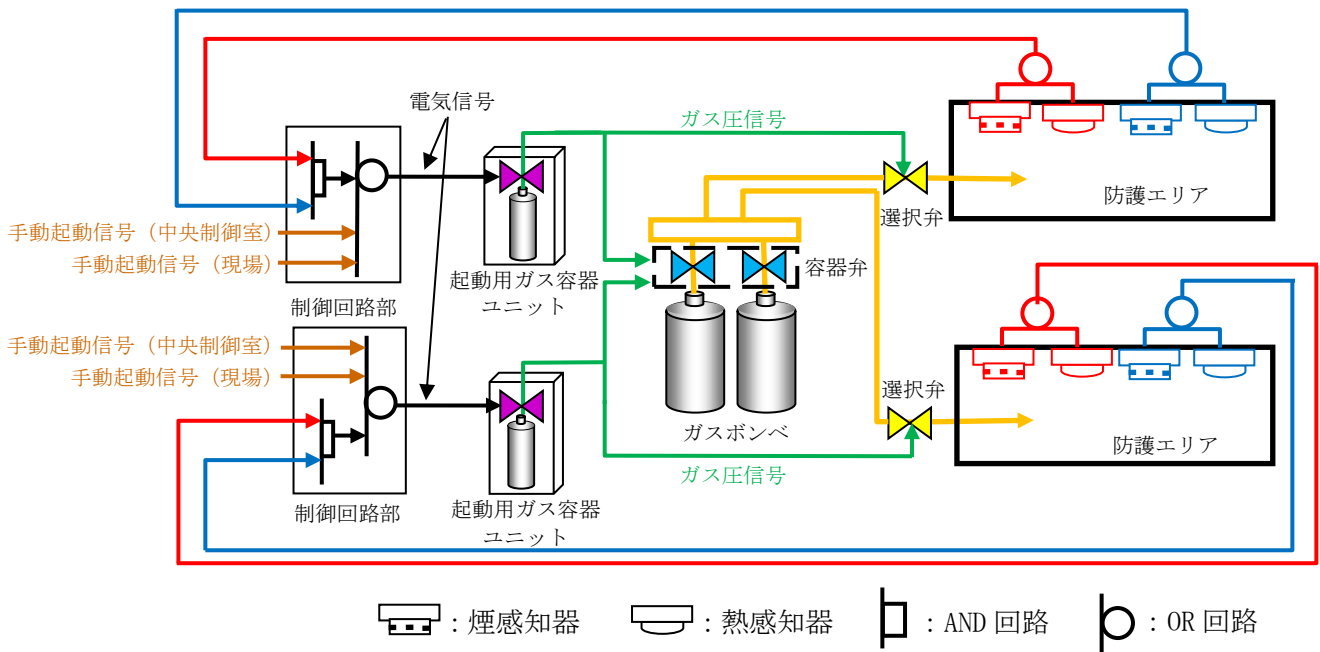 電気信号
ガス圧信号
防護エリア
選択弁
手動起動信号（中央制御室）
手動起動信号（現場）
容器弁
起動用ガス容器
ユニット
制御回路部
手動起動信号（中央制御室）
手動起動信号（現場）
選択弁
ガスボンベ
防護エリア
ガス圧信号
起動用ガス容器
ユニット
制御回路部
：煙感知器
：熱感知器
：AND 回路
：OR 回路